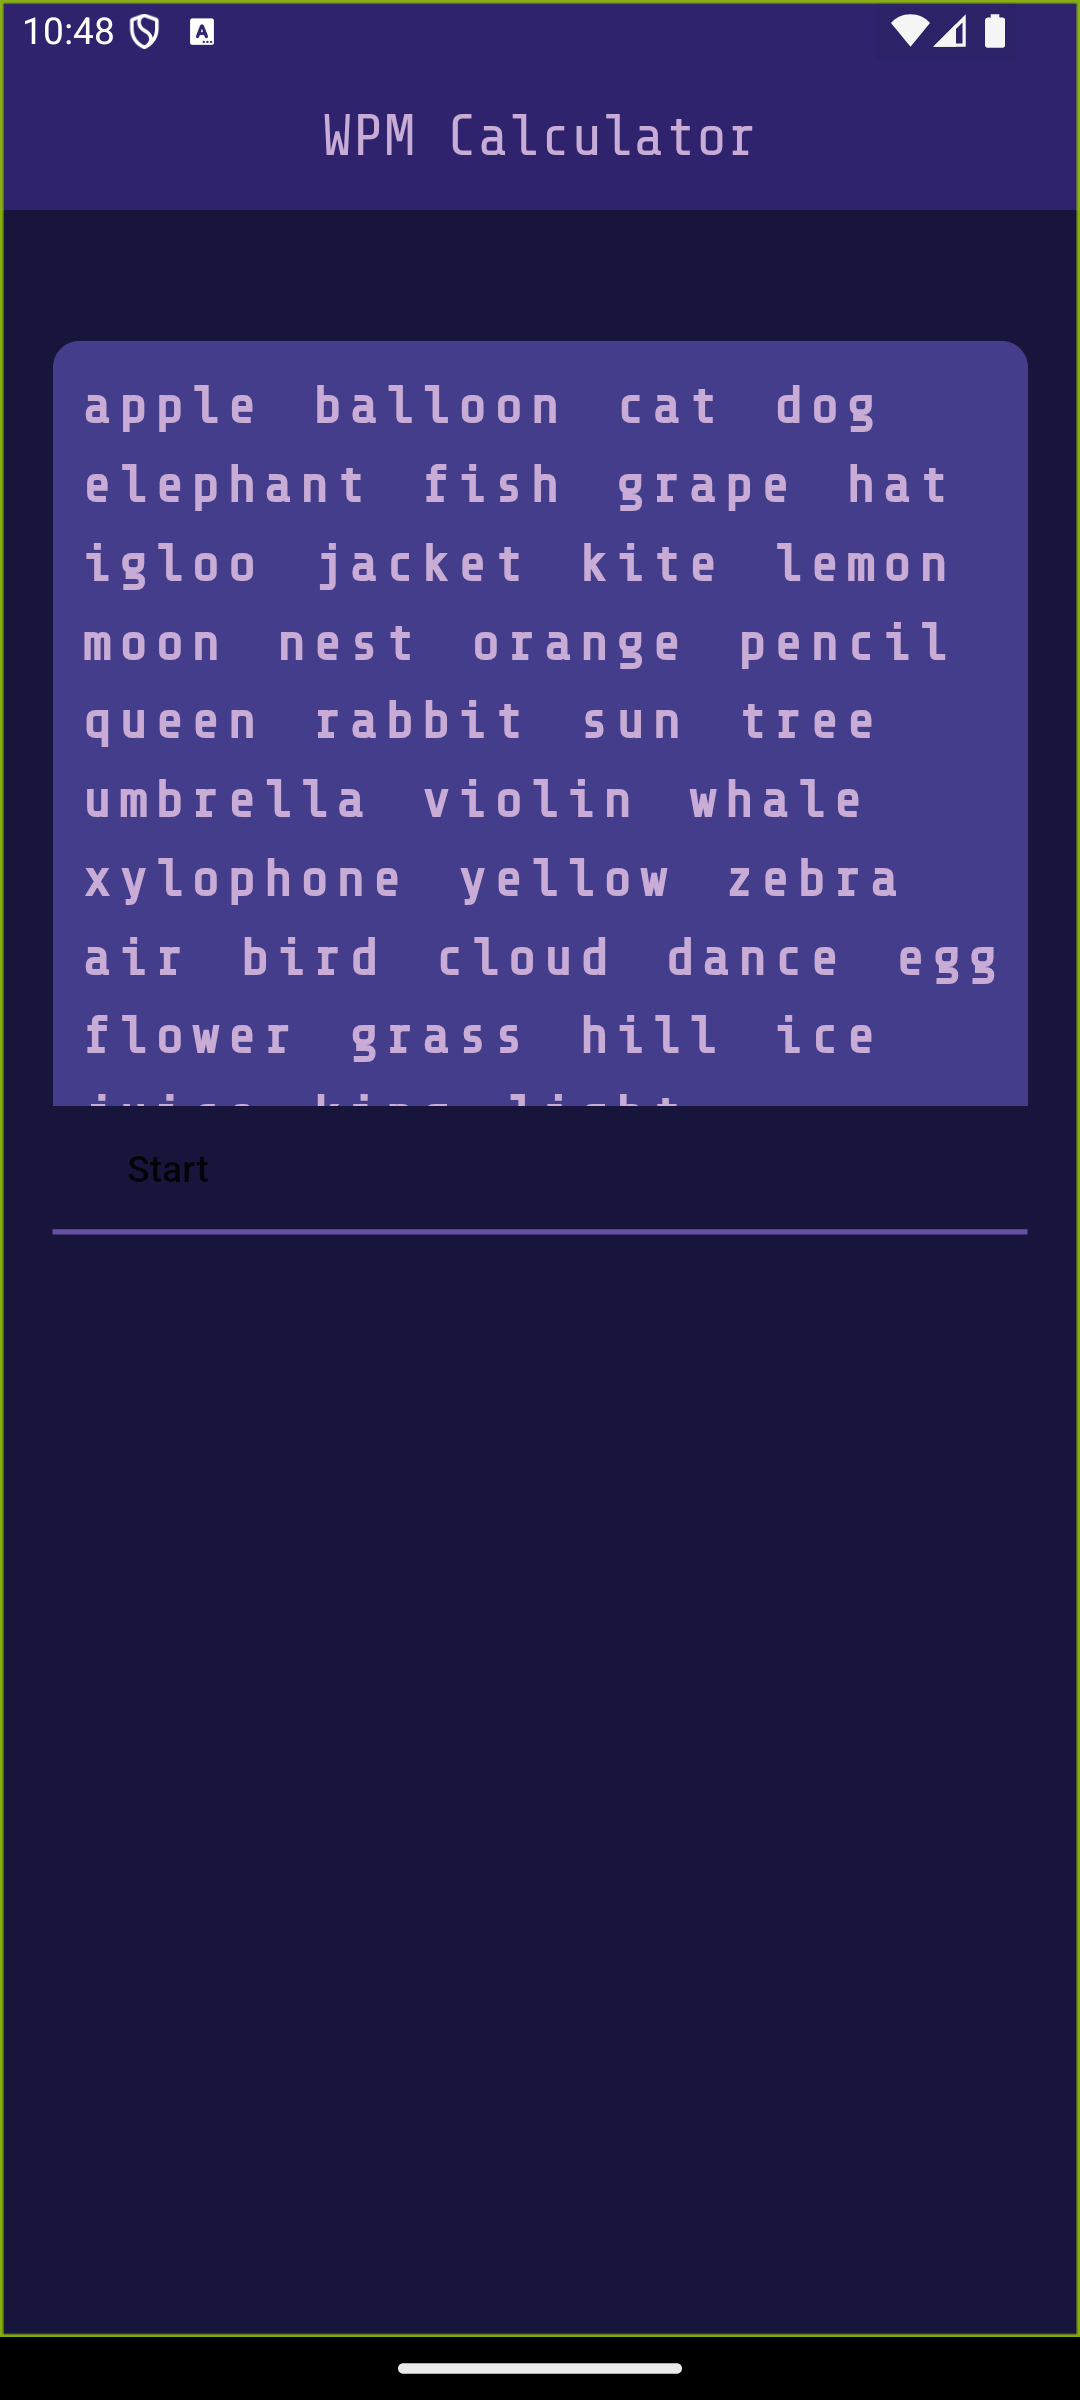 10:48
WPM Calculator
apple balloon cat dog
elephant fish grape hat
igloo jacket kite lemon
moon nest orange pencil
queen rabbit sun tree
umbrella violin whale
xylophone yellow zebra
air bird cloud dance egg
flower grass hill ice
Start